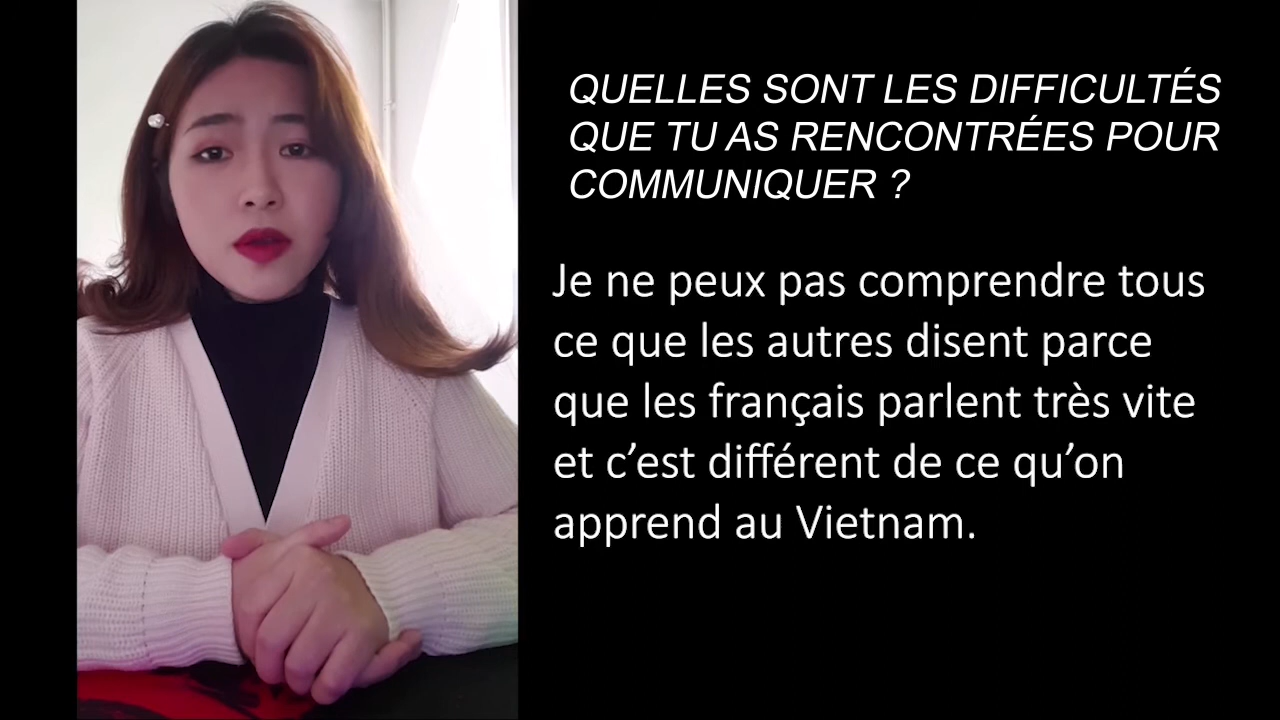 QUELLES SONT LES DIFFICULTÉS
QUE TU AS RENCONTRÉES POUR
COMMUNIQUER ?
Je ne peux pas comprendre tous
ce que les autres disent parce
que les français parlent très vite
et c’est différent de ce qu’on
apprend au Vietnam.